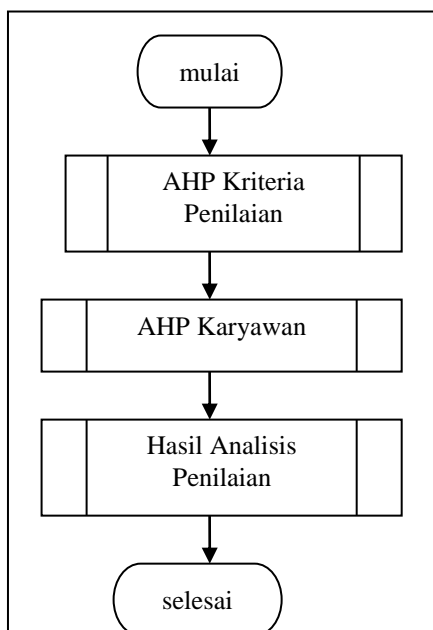 mulai
AHP Kriteria
Penilaian
AHP Karyawan
Hasil Analisis
Penilaian
selesai